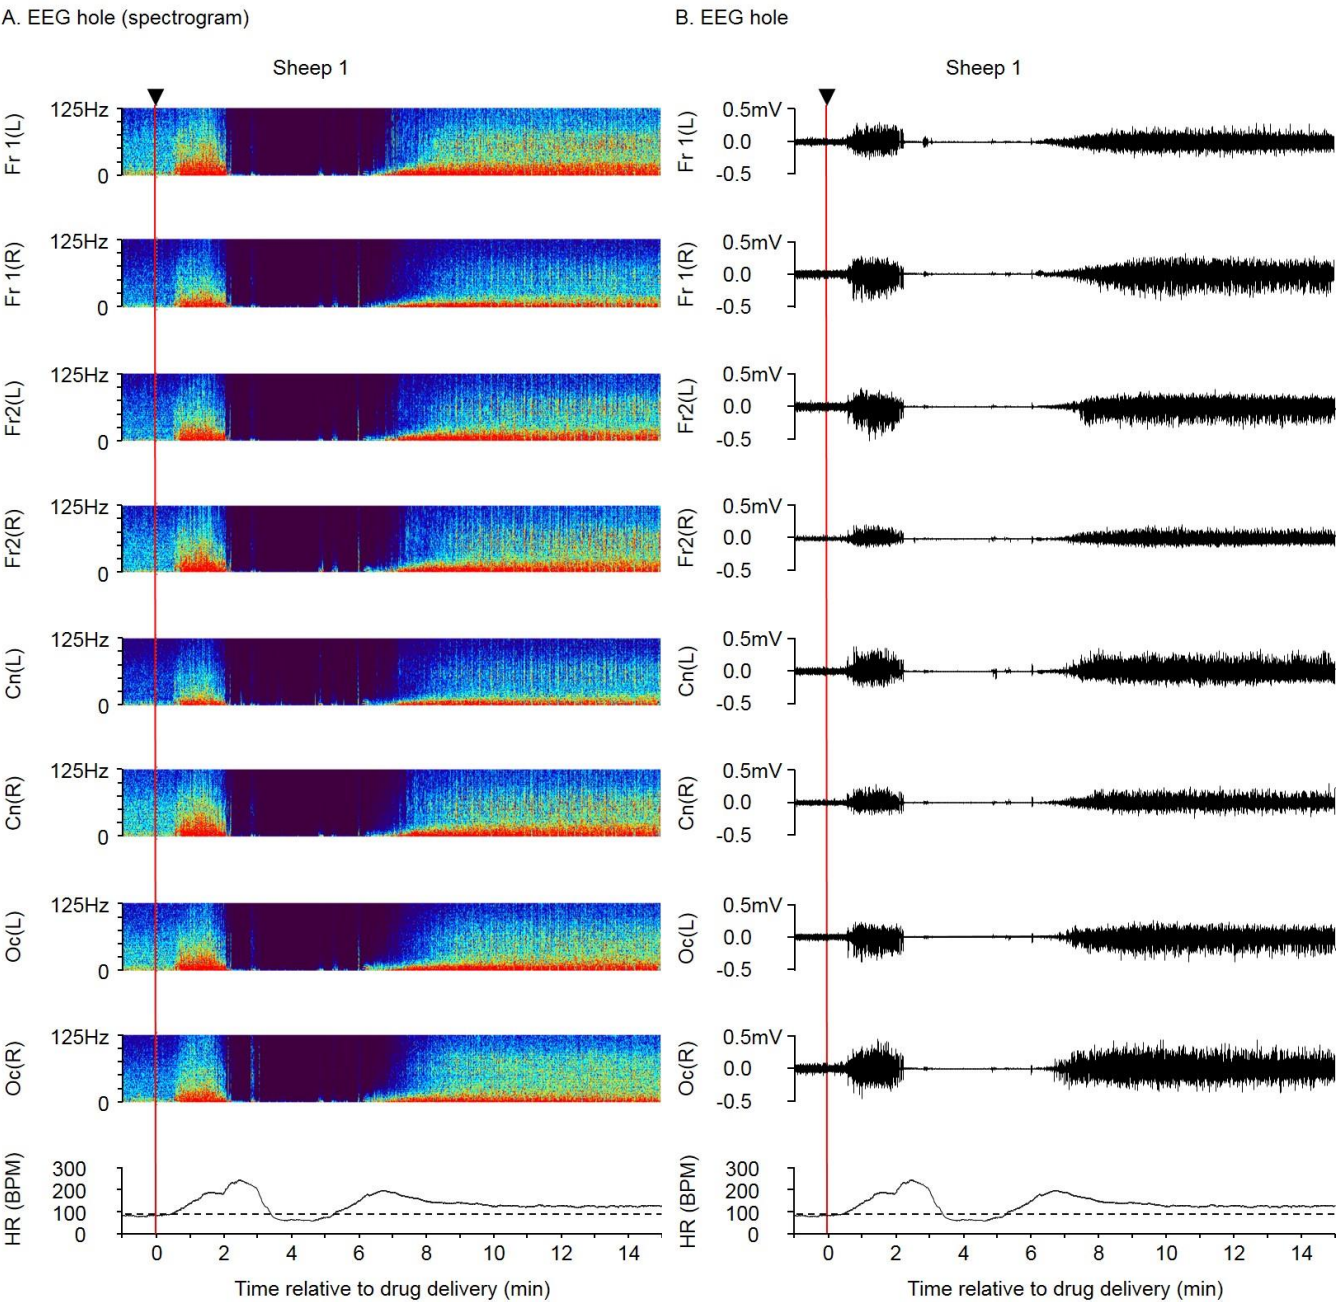 A. EEG hole (spectrogram)
Sheep 1
Fr 1(L)
125Hz
0
Fr 1(R)
125Hz
0
Fr2(L)
125Hz
0
Fr2(R)
125Hz
0
Cn(L)
125Hz
0
Cn(R)
125Hz
0
Oc(L)
125Hz
0
Oc(R)
125Hz
0
HR (BPM)
300
200
100
0
0 2 4 6 8 10 12 14
Time relative to drug delivery (min)
B. EEG hole
Sheep 1
Fr 1(L)
0.5mV
0.0
-0.5
Fr 1(R)
0.5mV
0.0
-0.5
Fr2(L)
0.5mV
0.0
-0.5
Fr2(R)
0.5mV
0.0
-0.5
Cn(L)
0.5mV
0.0
-0.5
Cn(R)
0.5mV
0.0
-0.5
Oc(L)
0.5mV
0.0
-0.5
Oc(R)
0.5mV
0.0
-0.5
HR (BPM)
300
200
100
0
0 2 4 6 8 10 12 14
Time relative to drug delivery (min)